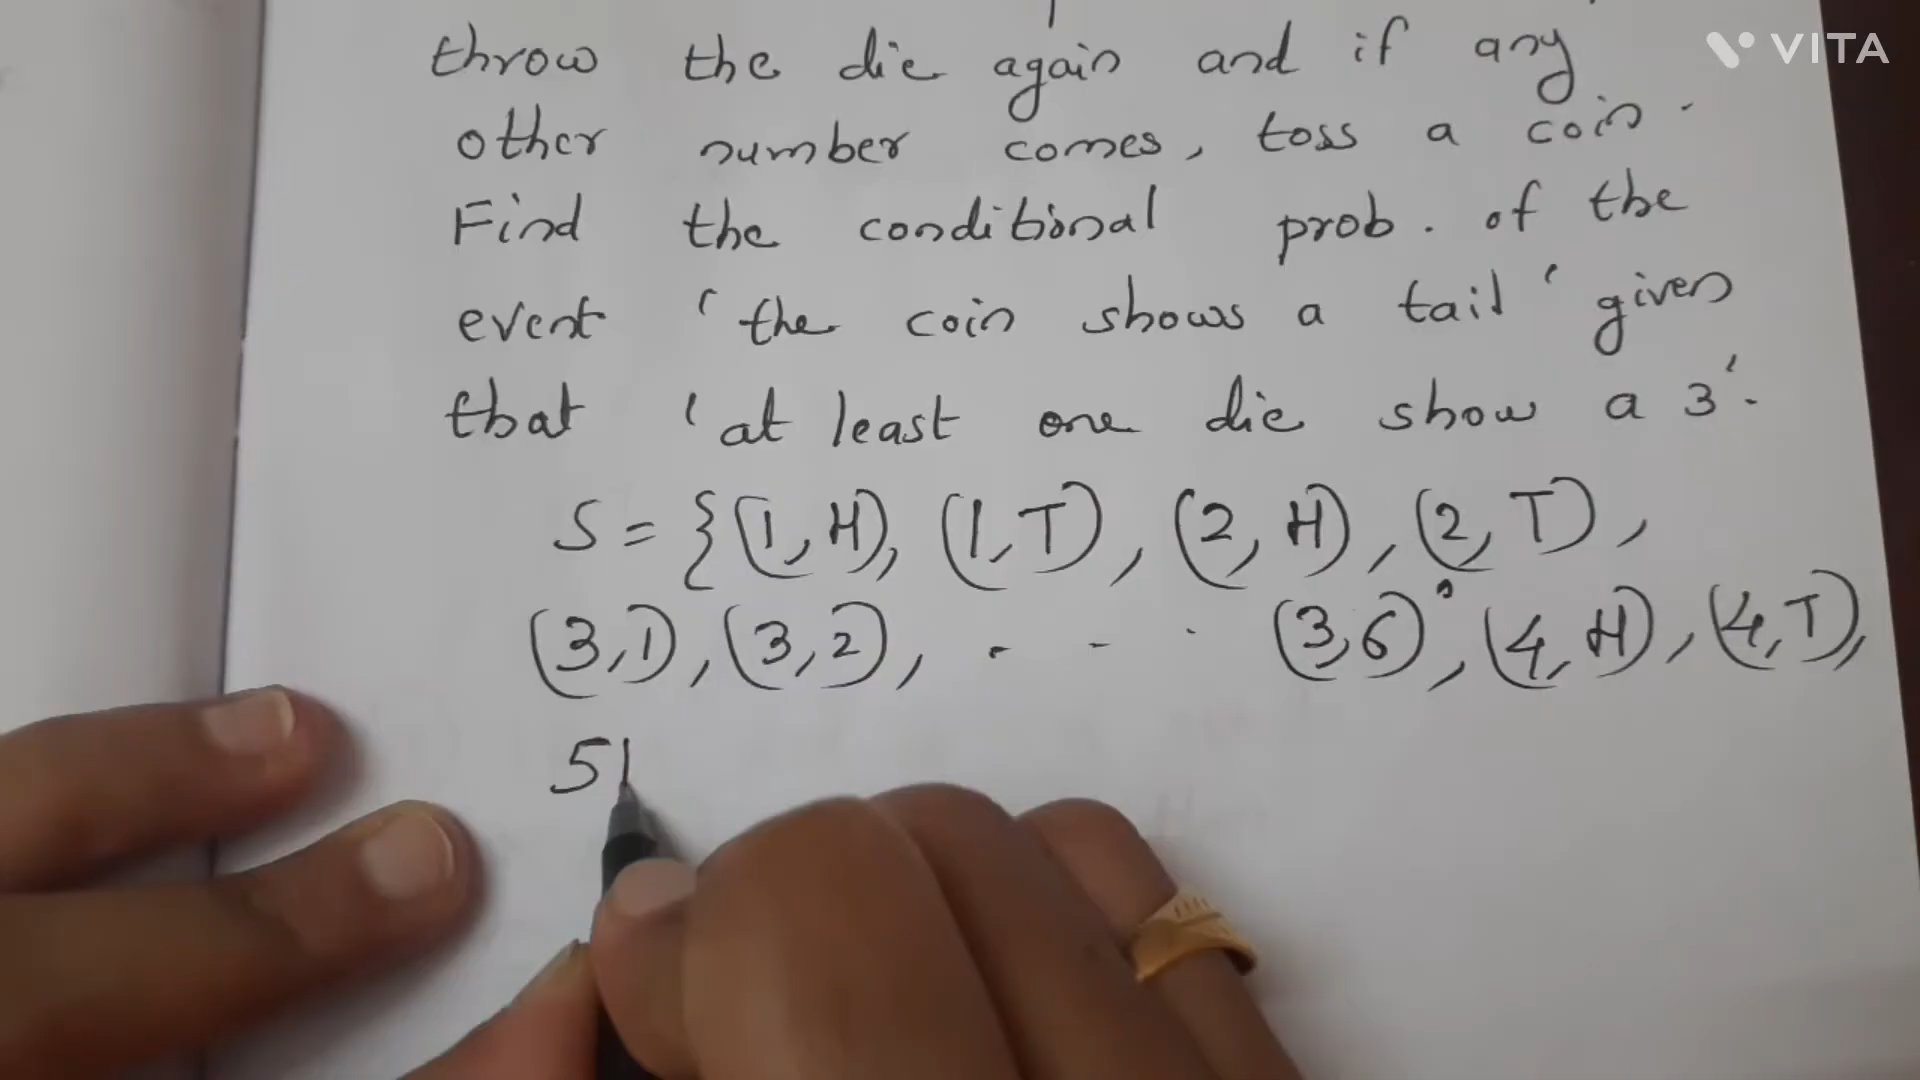 throw the die again and if any
VITA
other number comes, toss a coin.
Find the conditional prob. of the
event 'the coin shows a tail' given
that 'at least one die show a 3'.
S = {(1,H), (1,T), (2,H), (2,T),
(3,1), (3,2), - - - (3,6), (4,H), (4,T),
5